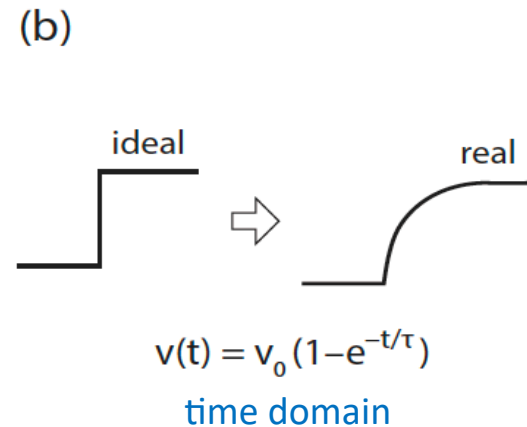 (b)
ideal
real
v(t) = v₀ (1–e^–t/τ)
time domain